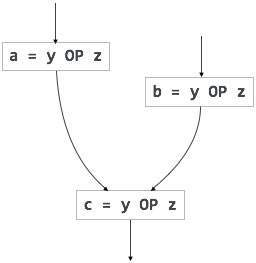 a = y OP z
b = y OP z
c = y OP z